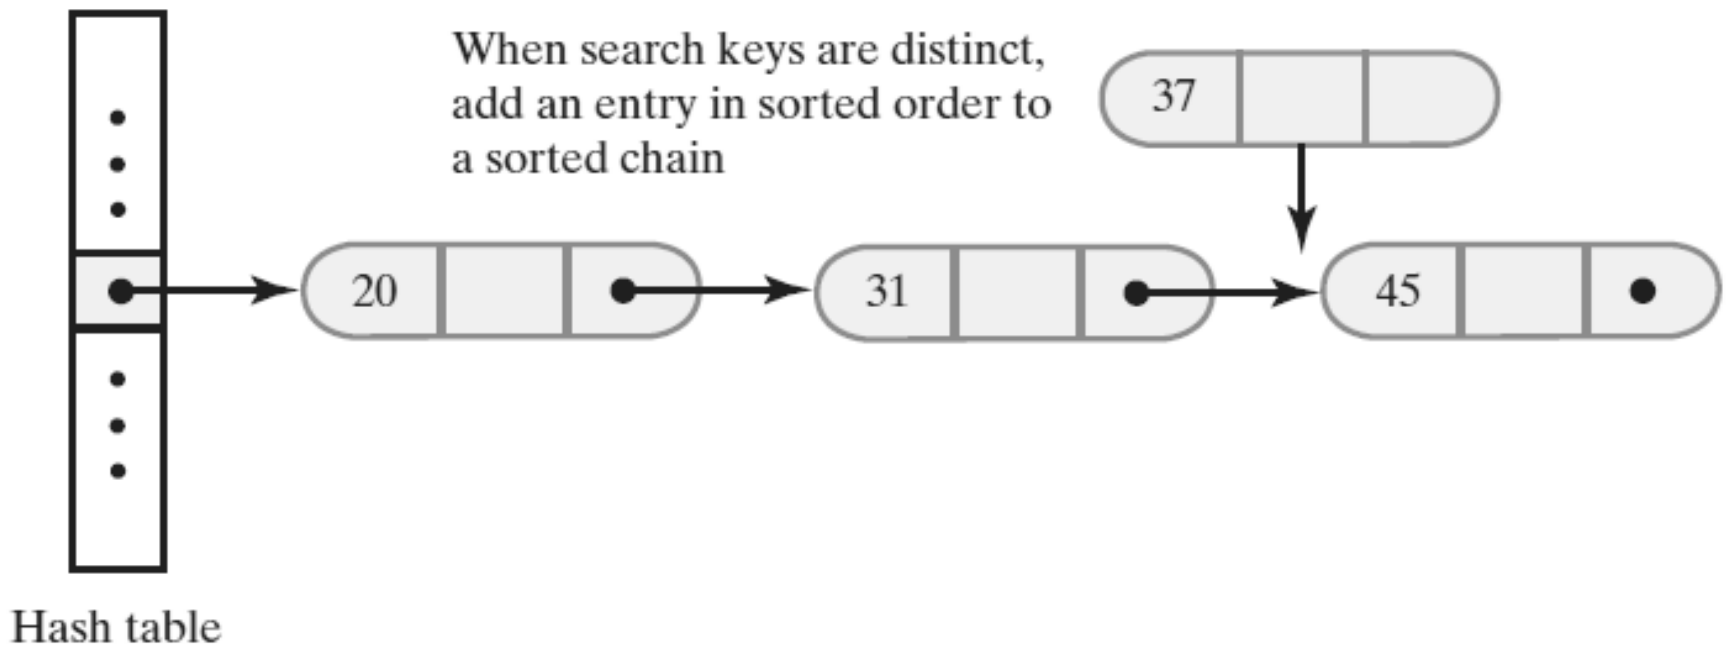 When search keys are distinct,
add an entry in sorted order to
a sorted chain
37
20
31
45
Hash table